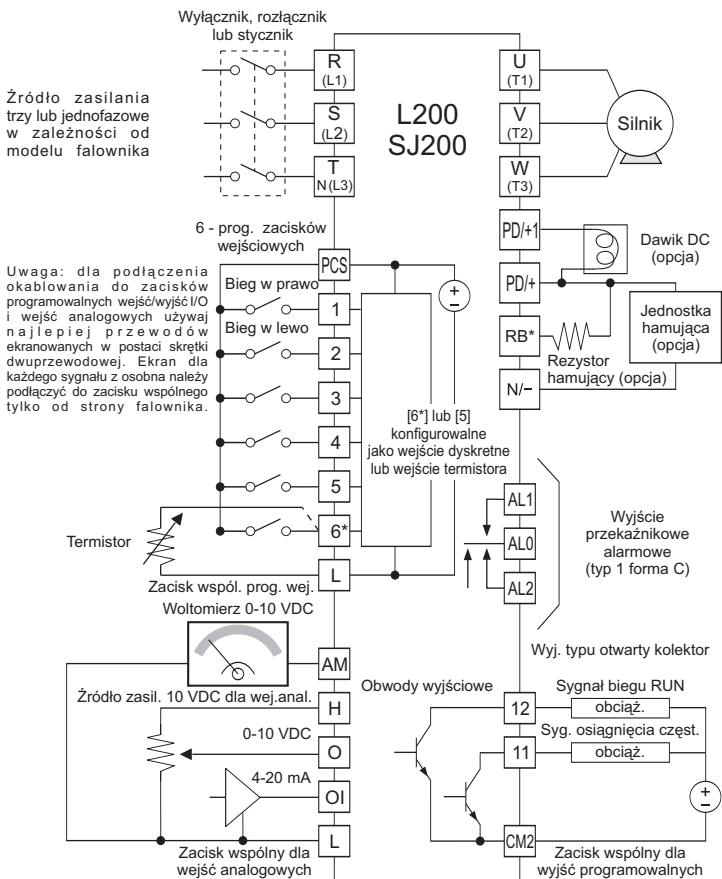 Wyłącznik, rozłącznik
lub stycznik
Źródło zasilania
trzy lub jednofazowe
w zależności od
modelu falownika
R
(L1)
S
(L2)
T
N(L3)
L200
SJ200
U
(T1)
V
(T2)
W
(T3)
Silnik
PD/+1
Dawik DC
(opcja)
PD/+
RB*
Jednostka
hamująca
(opcja)
Rezystor
hamujący (opcja)
N/−
6 - prog. zacisków
wejściowych
PCS
+
−
Uwaga: dla podłączenia
okablowania do zacisków
programowalnych wejść/wyjść I/O
i wejść analogowych używaj
najlepiej przewodów
ekranowanych w postaci skrętki
dwuprzewodowej. Ekran dla
każdego sygnału z osobna należy
podłączyć do zacisku wspólnego
tylko od strony falownika.
Bieg w prawo
1
Bieg w lewo
2
3
4
5
6*
[6*] lub [5]
konfigurowalne
jako wejście dyskretne
lub wejście termistora
Termistor
L
Zacisk wspól. prog. wej.
AL1
AL0
AL2
Wyjście
przekaźnikowe
alarmowe
(typ 1 forma C)
Woltomierz 0-10 VDC
AM
Źródło zasil. 10 VDC dla wej.anal.
H
0-10 VDC
O
4-20 mA
OI
L
Zacisk wspólny dla
wejść analogowych
Wyj. typu otwarty kolektor
Obwody wyjściowe
Sygnał biegu RUN
12
obciąż.
Syg. osiągnięcia częst.
11
obciąż.
+
−
CM2
Zacisk wspólny dla
wyjść programowalnych